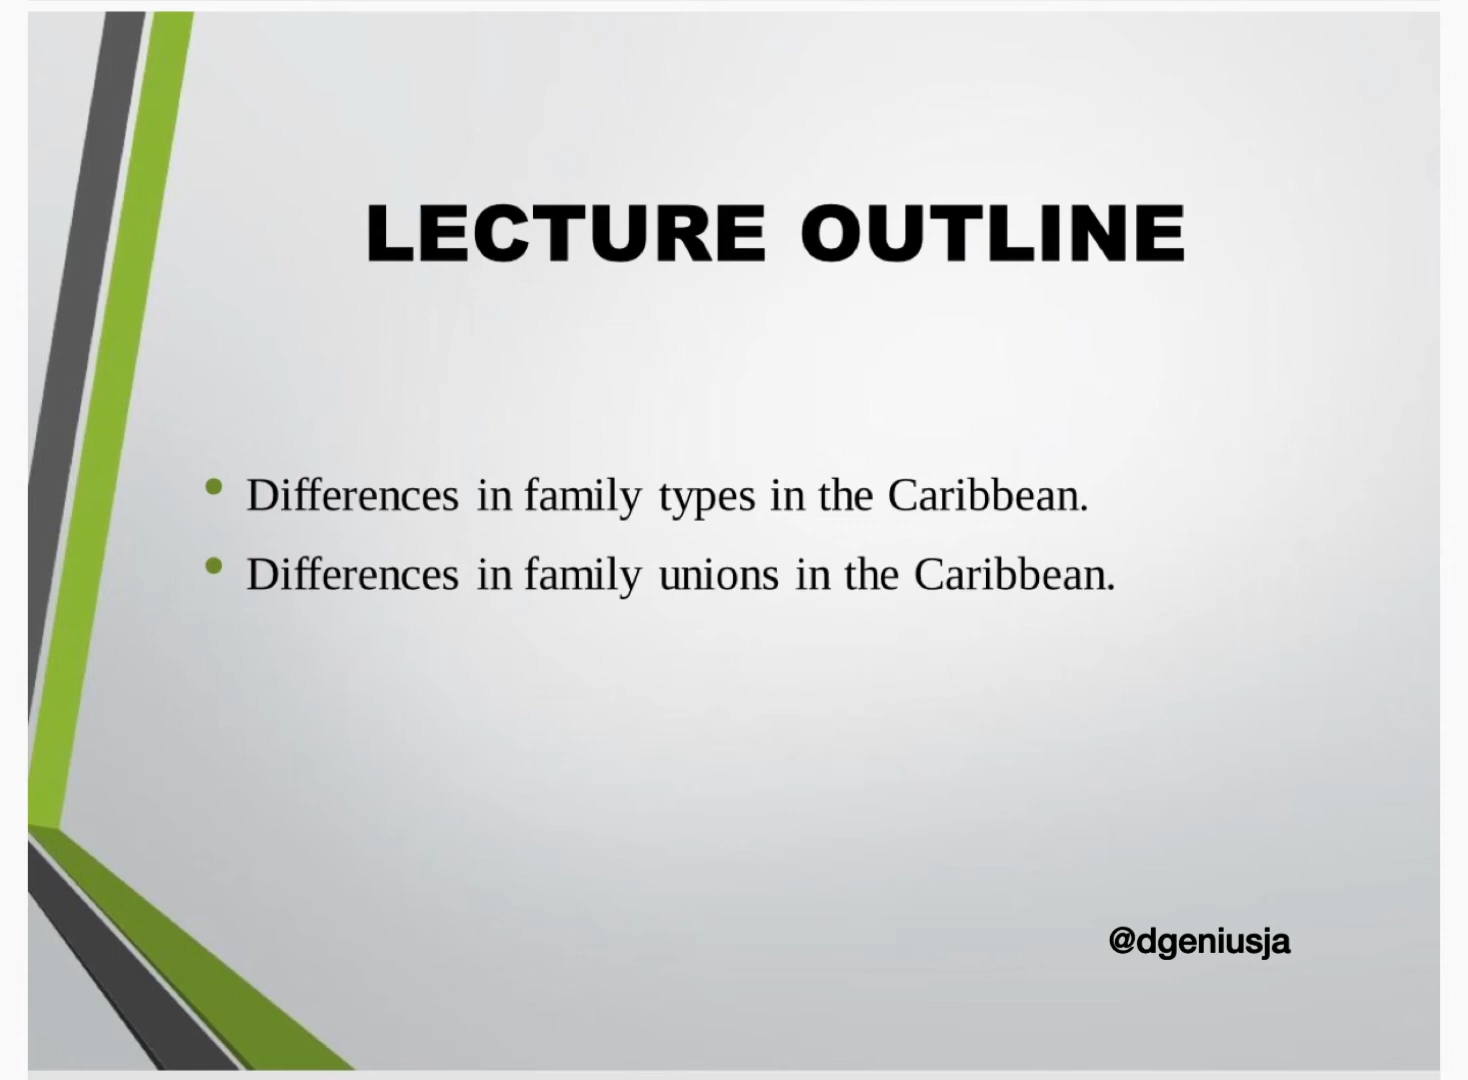 LECTURE OUTLINE
Differences in family types in the Caribbean.
Differences in family unions in the Caribbean.
@dgeniusja